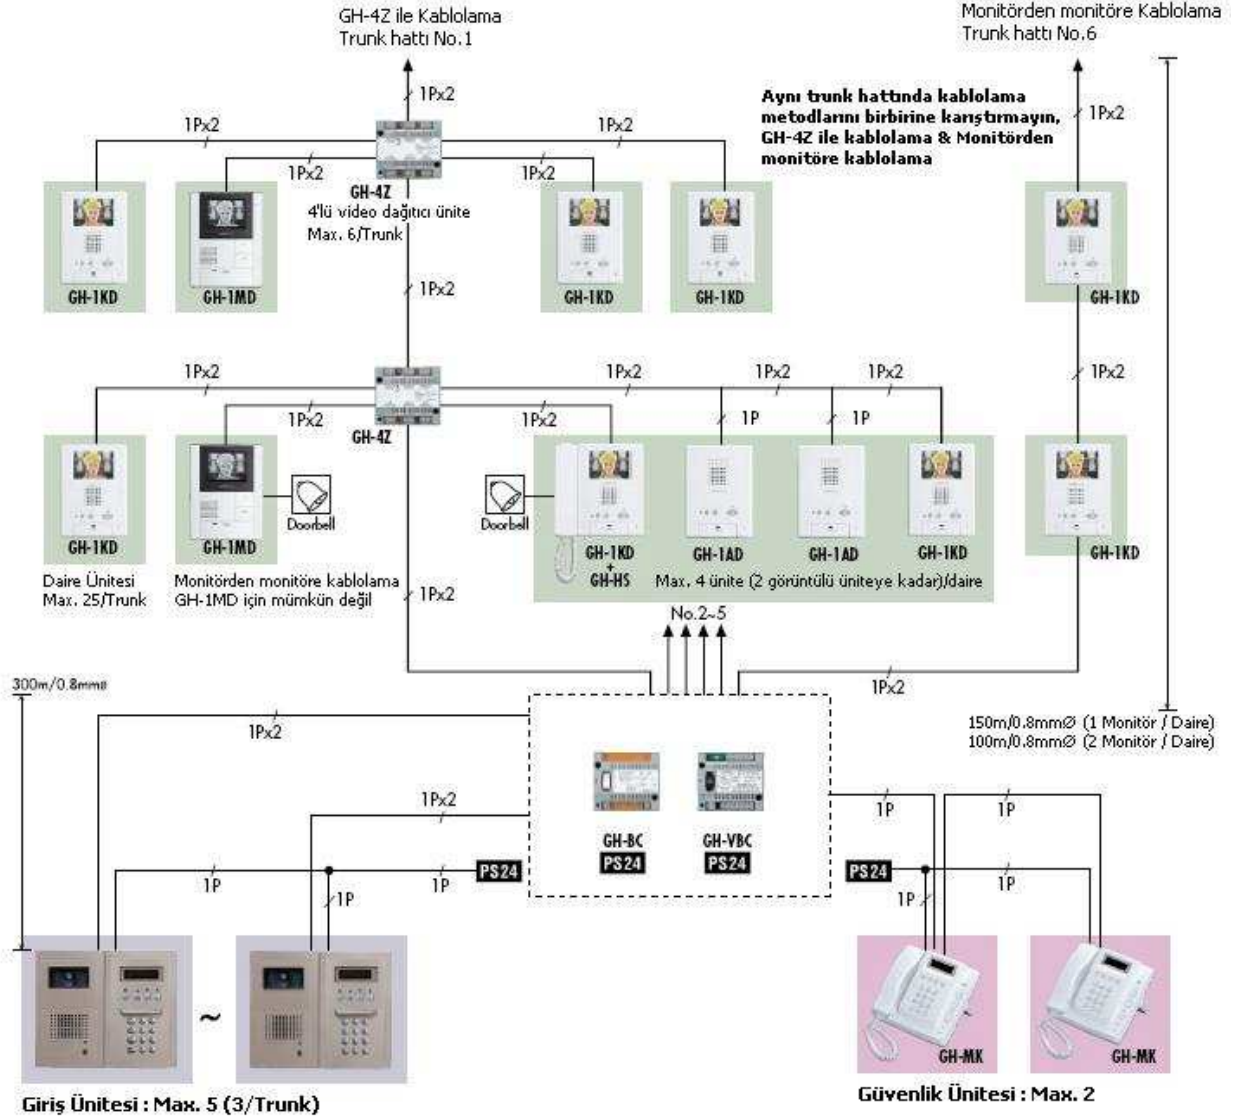 GH-4Z ile Kablolama
Trunk hattı No.1
Monitörden monitöre Kablolama
Trunk hattı No.6
1Px2
1Px2
Aynı trunk hattında kablolama
metodlarını birbirine karıştırmayın,
GH-4Z ile kablolama & Monitörden
monitöre kablolama
1Px2
1Px2
1Px2
1Px2
GH-4Z
4'lü video dağıtıcı ünite
Max. 6/Trunk
GH-1KD
GH-1MD
GH-1KD
GH-1KD
GH-1KD
1Px2
1Px2
1Px2
1Px2
1Px2
1Px2
1Px2
1Px2
1P
1P
GH-4Z
Doorbell
Doorbell
GH-1KD
GH-1MD
GH-1KD
+
GH-HS
GH-1AD
GH-1AD
GH-1KD
GH-1KD
Daire Ünitesi
Max. 25/Trunk
Monitörden monitöre kablolama
GH-1MD için mümkün değil
Max. 4 ünite (2 görüntülü üniteye kadar)/daire
1Px2
No.2~5
300m/0.8mmø
1Px2
1Px2
150m/0.8mmØ (1 Monitör / Daire)
100m/0.8mmØ (2 Monitör / Daire)
1Px2
1P
1P
GH-BC
PS24
GH-VBC
PS24
1P
1P
PS24
PS24
1P
1P
1P
GH-MK
GH-MK
~
Giriş Ünitesi : Max. 5 (3/Trunk)
Güvenlik Ünitesi : Max. 2